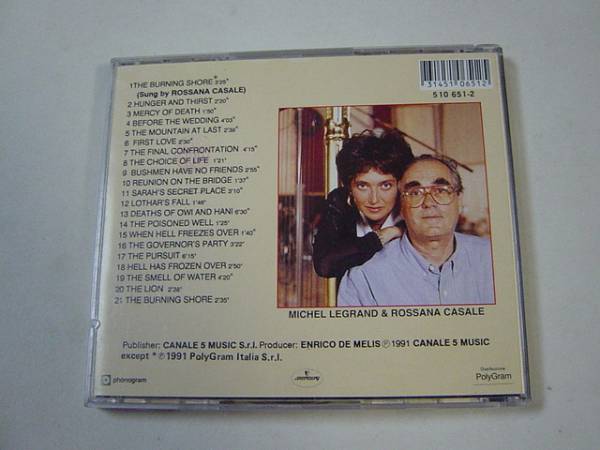 1 THE BURNING SHORE* 3'25"
(Sung by ROSSANA CASALE)
2 HUNGER AND THIRST 2'20"
3 MERCY OF DEATH 1'50"
4 BEFORE THE WEDDING 4'03"
5 THE MOUNTAIN AT LAST 2'38"
6 FIRST LOVE 2'30"
7 THE FINAL CONFRONTATION 4'15"
8 THE CHOICE OF LIFE 1'21"
9 BUSHMEN HAVE NO FRIENDS 2'55"
10 REUNION ON THE BRIDGE 1'37"
11 SARAH'S SECRET PLACE 3'10"
12 LOTHAR'S FALL 1'46"
13 DEATHS OF OWI AND HANI 6'30"
14 THE POISONED WELL 1'25"
15 WHEN HELL FREEZES OVER 1'40"
16 THE GOVERNOR'S PARTY 3'22"
17 THE PURSUIT 6'15"
18 HELL HAS FROZEN OVER 2'50"
19 THE SMELL OF WATER 4'20"
20 THE LION 2'38"
21 THE BURNING SHORE 2'35"
31451 06512
510 651-2
MICHEL LEGRAND & ROSSANA CASALE
Publisher: CANALE 5 MUSIC S.r.l. Producer: ENRICO DE MELIS ℗ 1991 CANALE 5 MUSIC
except * ℗ 1991 PolyGram Italia S.r.l.
phonogram
mercury
Distribuzione
PolyGram